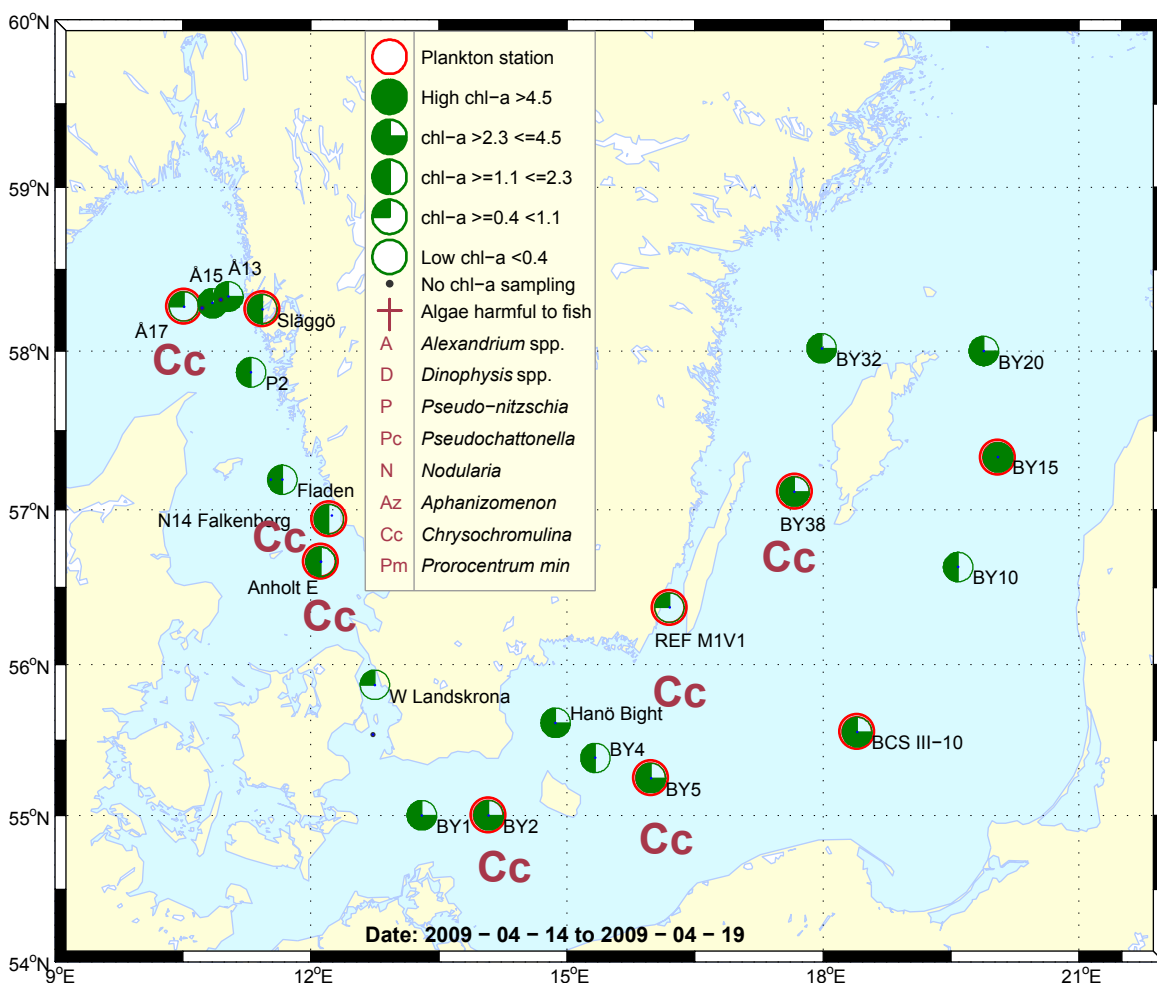 60°N
59°N
58°N
57°N
56°N
55°N
54°N
9°E
12°E
15°E
18°E
21°E
Plankton station
High chl−a >4.5
chl−a >2.3 <=4.5
chl−a >=1.1 <=2.3
chl−a >=0.4 <1.1
Low chl−a <0.4
No chl−a sampling
Algae harmful to fish
A Alexandrium spp.
D Dinophysis spp.
P Pseudo−nitzschia
Pc Pseudochattonella
N Nodularia
Az Aphanizomenon
Cc Chrysochromulina
Pm Prorocentrum min
Å15
Å13
Å17
Släggö
Cc
P2
BY32
BY20
BY15
Fladen
N14 Falkenberg
Cc
BY38
Cc
Anholt E
BY10
Cc
REF M1V1
W Landskrona
Cc
Hanö Bight
BCS III−10
BY4
BY5
BY1
BY2
Cc
Cc
Date: 2009 − 04 − 14 to 2009 − 04 − 19